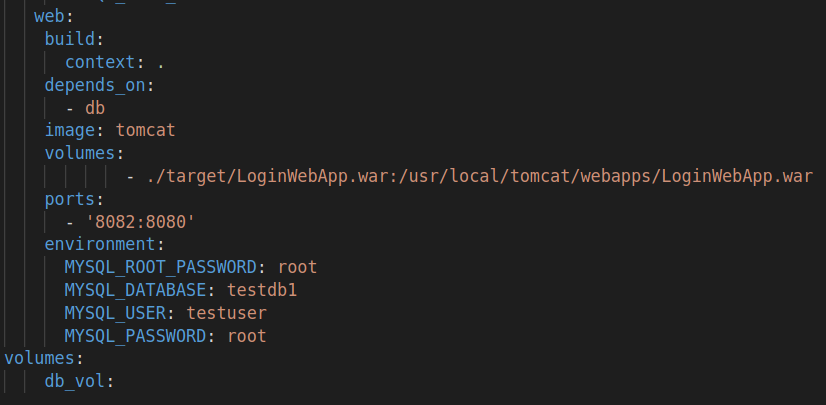 web:
build:
context: .
depends_on:
- db
image: tomcat
volumes:
- ./target/LoginWebApp.war:/usr/local/tomcat/webapps/LoginWebApp.war
ports:
- '8082:8080'
environment:
MYSQL_ROOT_PASSWORD: root
MYSQL_DATABASE: testdb1
MYSQL_USER: testuser
MYSQL_PASSWORD: root
volumes:
db_vol: